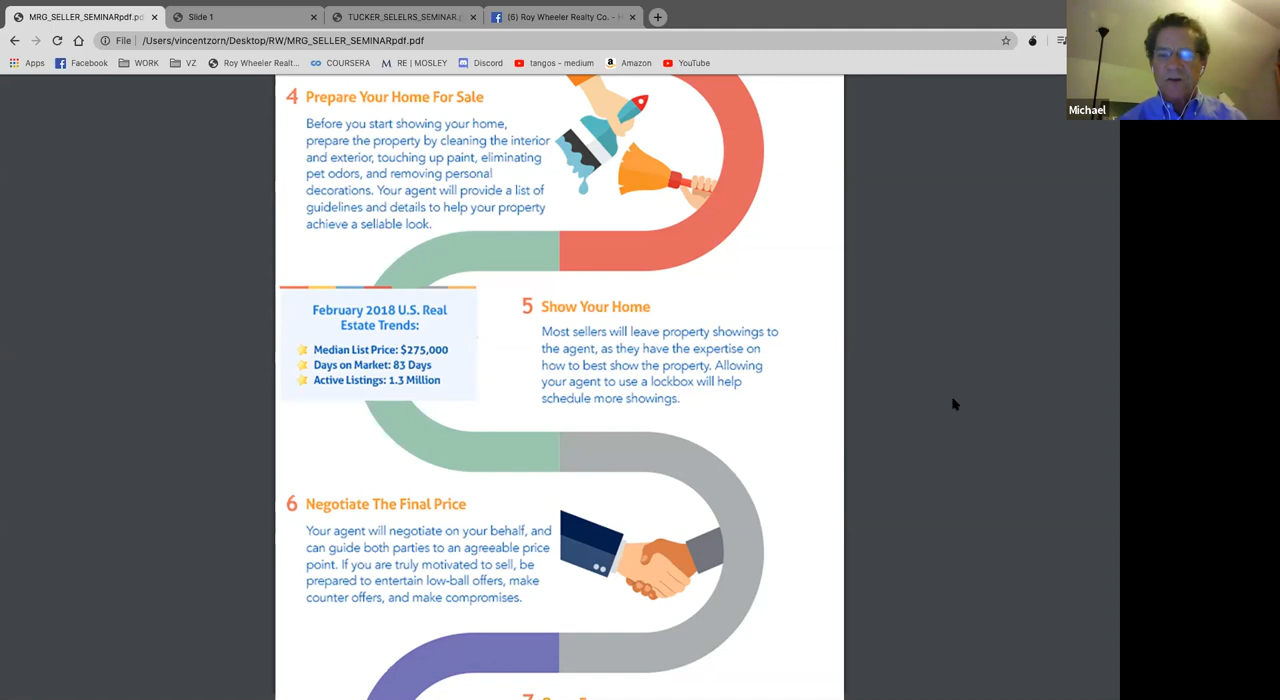 MRG_SELLER_SEMINARpdf.pdf
Slide 1
TUCKER_SELELRS_SEMINAR.p
(6) Roy Wheeler Realty Co. – H
File /Users/vincentzorn/Desktop/RW/MRG_SELLER_SEMINARpdf.pdf
Apps Facebook WORK VZ Roy Wheeler Realt... COURSERA RE | MOSLEY Discord tangos - medium Amazon YouTube
Michael
4 Prepare Your Home For Sale
Before you start showing your home,
prepare the property by cleaning the interior
and exterior, touching up paint, eliminating
pet odors, and removing personal
decorations. Your agent will provide a list of
guidelines and details to help your property
achieve a sellable look.
February 2018 U.S. Real
Estate Trends:
Median List Price: $275,000
Days on Market: 83 Days
Active Listings: 1.3 Million
5 Show Your Home
Most sellers will leave property showings to
the agent, as they have the expertise on
how to best show the property. Allowing
your agent to use a lockbox will help
schedule more showings.
6 Negotiate The Final Price
Your agent will negotiate on your behalf, and
can guide both parties to an agreeable price
point. If you are truly motivated to sell, be
prepared to entertain low-ball offers, make
counter offers, and make compromises.